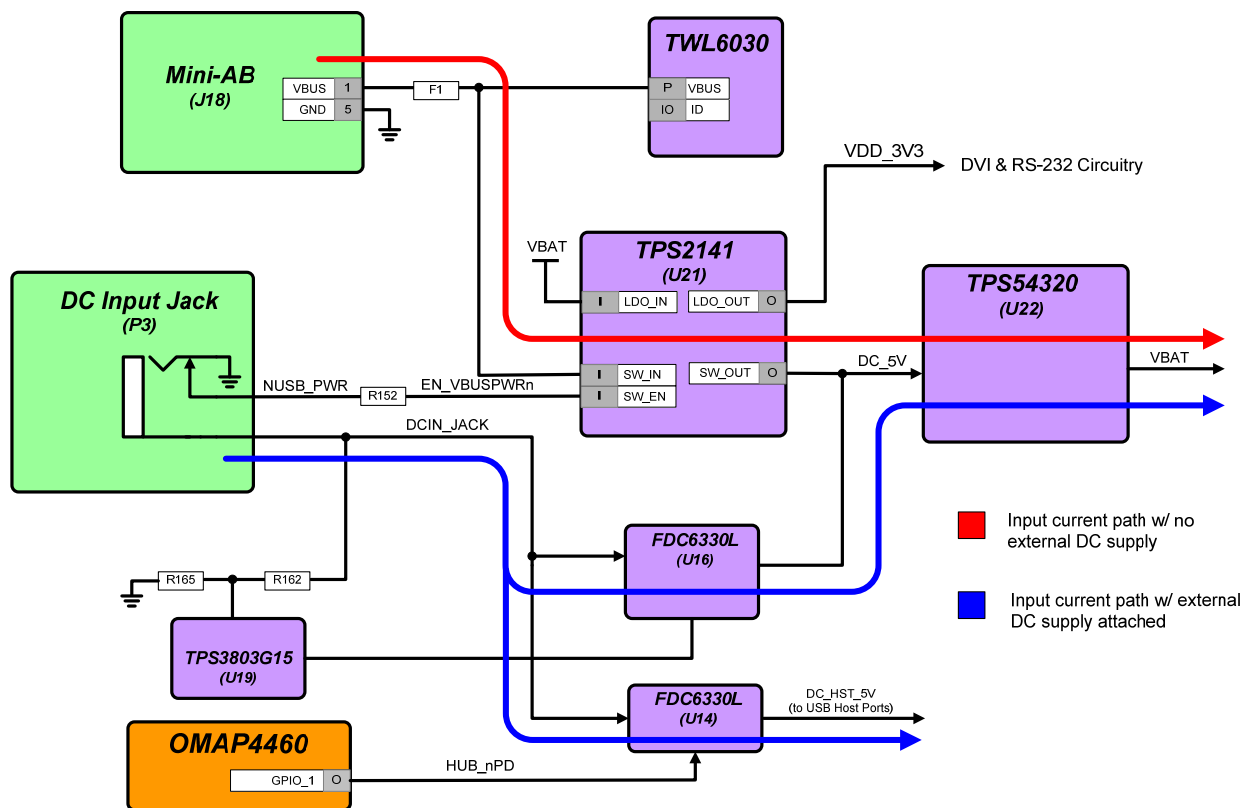 Mini-AB
(J18)
VBUS 1
GND 5
F1
TWL6030
P VBUS
IO ID
VDD_3V3
DVI & RS-232 Circuitry
VBAT
TPS2141
(U21)
I LDO_IN
LDO_OUT O
I SW_IN
I SW_EN
SW_OUT O
DC_5V
TPS54320
(U22)
VBAT
DC Input Jack
(P3)
NUSB_PWR
R152
EN_VBUSPWRn
DCIN_JACK
R165
R162
TPS3803G15
(U19)
FDC6330L
(U16)
FDC6330L
(U14)
DC_HST_5V
(to USB Host Ports)
OMAP4460
GPIO_1 O
HUB_nPD
Input current path w/ no
external DC supply
Input current path w/ external
DC supply attached